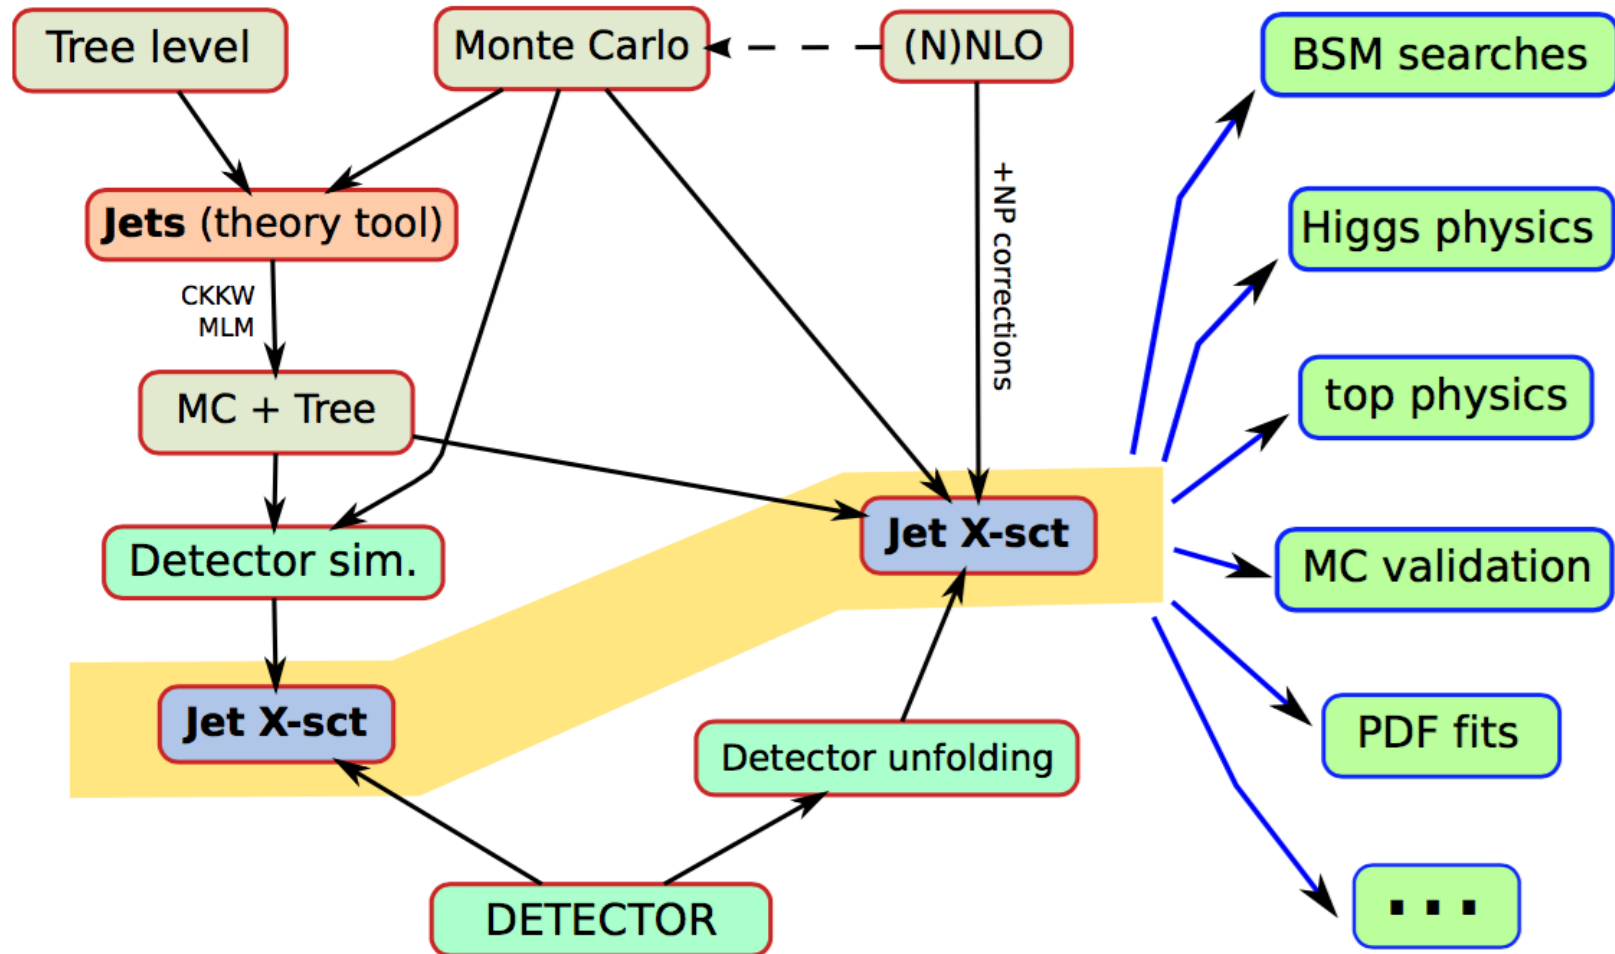 Tree level
Monte Carlo
(N)NLO
BSM searches
Jets (theory tool)
+NP corrections
Higgs physics
CKKW
MLM
MC + Tree
top physics
Detector sim.
Jet X-sct
MC validation
Jet X-sct
Detector unfolding
PDF fits
DETECTOR
...